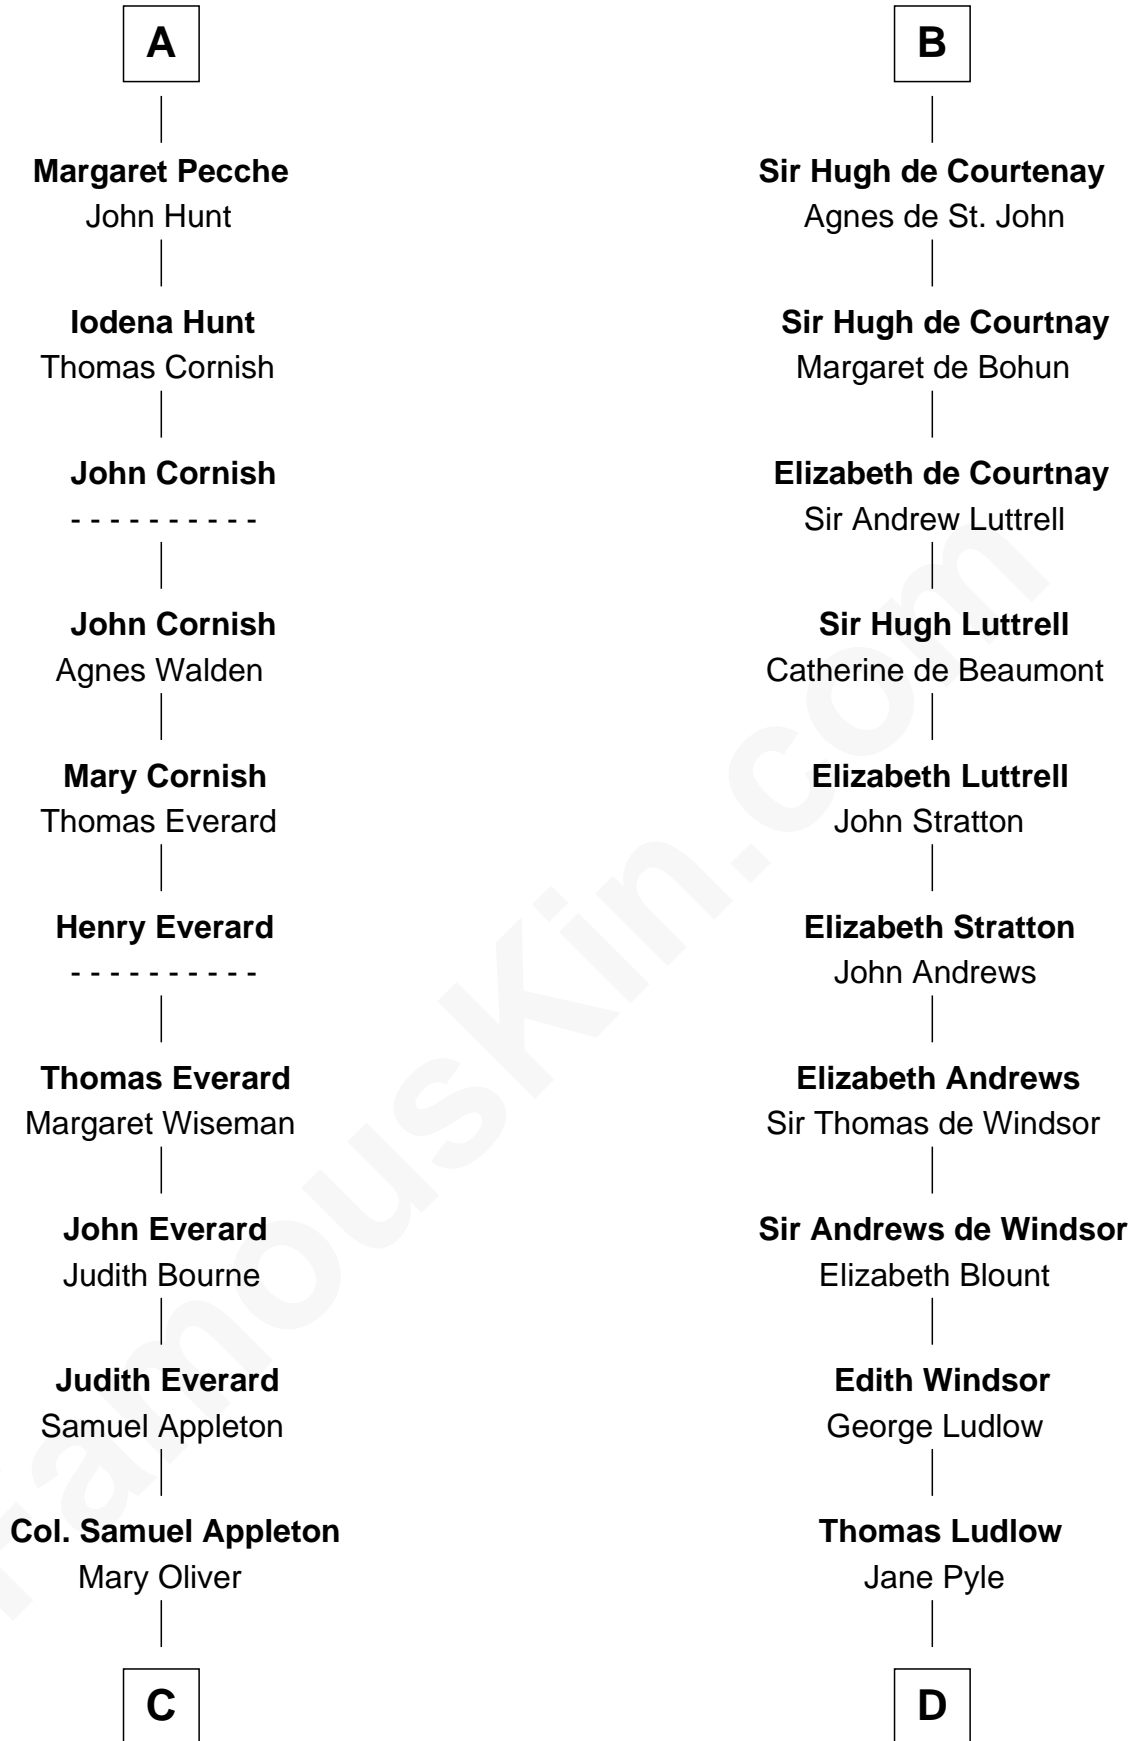 A
Margaret Pecche
John Hunt
Iodena Hunt
Thomas Cornish
John Cornish
- - - - - - - - - -
John Cornish
Agnes Walden
Mary Cornish
Thomas Everard
Henry Everard
- - - - - - - - - -
Thomas Everard
Margaret Wiseman
John Everard
Judith Bourne
Judith Everard
Samuel Appleton
Col. Samuel Appleton
Mary Oliver
C
B
Sir Hugh de Courtenay
Agnes de St. John
Sir Hugh de Courtnay
Margaret de Bohun
Elizabeth de Courtnay
Sir Andrew Luttrell
Sir Hugh Luttrell
Catherine de Beaumont
Elizabeth Luttrell
John Stratton
Elizabeth Stratton
John Andrews
Elizabeth Andrews
Sir Thomas de Windsor
Sir Andrews de Windsor
Elizabeth Blount
Edith Windsor
George Ludlow
Thomas Ludlow
Jane Pyle
D
FamousKin.com